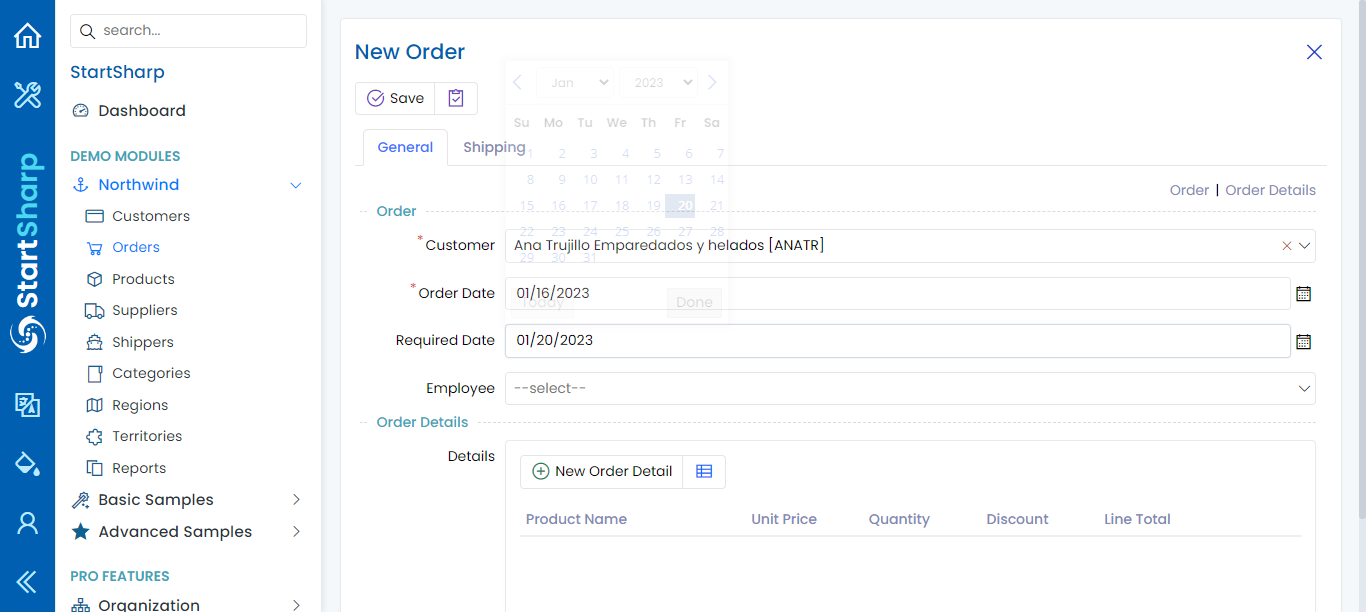 search...
StartSharp
Dashboard
DEMO MODULES
Northwind
Customers
Orders
Products
Suppliers
Shippers
Categories
Regions
Territories
Reports
Basic Samples
Advanced Samples
PRO FEATURES
Organization
StartSharp
New Order
Save
General
Shipping
Jan 2023
Su Mo Tu We Th Fr Sa
1 2 3 4 5 6 7
8 9 10 11 12 13 14
15 16 17 18 19 20 21
22 23 24 25 26 27 28
29 30 31
Today Done
Order | Order Details
Order
*Customer Ana Trujillo Emparedados y helados [ANATR]
*Order Date 01/16/2023
Required Date 01/20/2023
Employee --select--
Order Details
Details
New Order Detail
Product Name Unit Price Quantity Discount Line Total